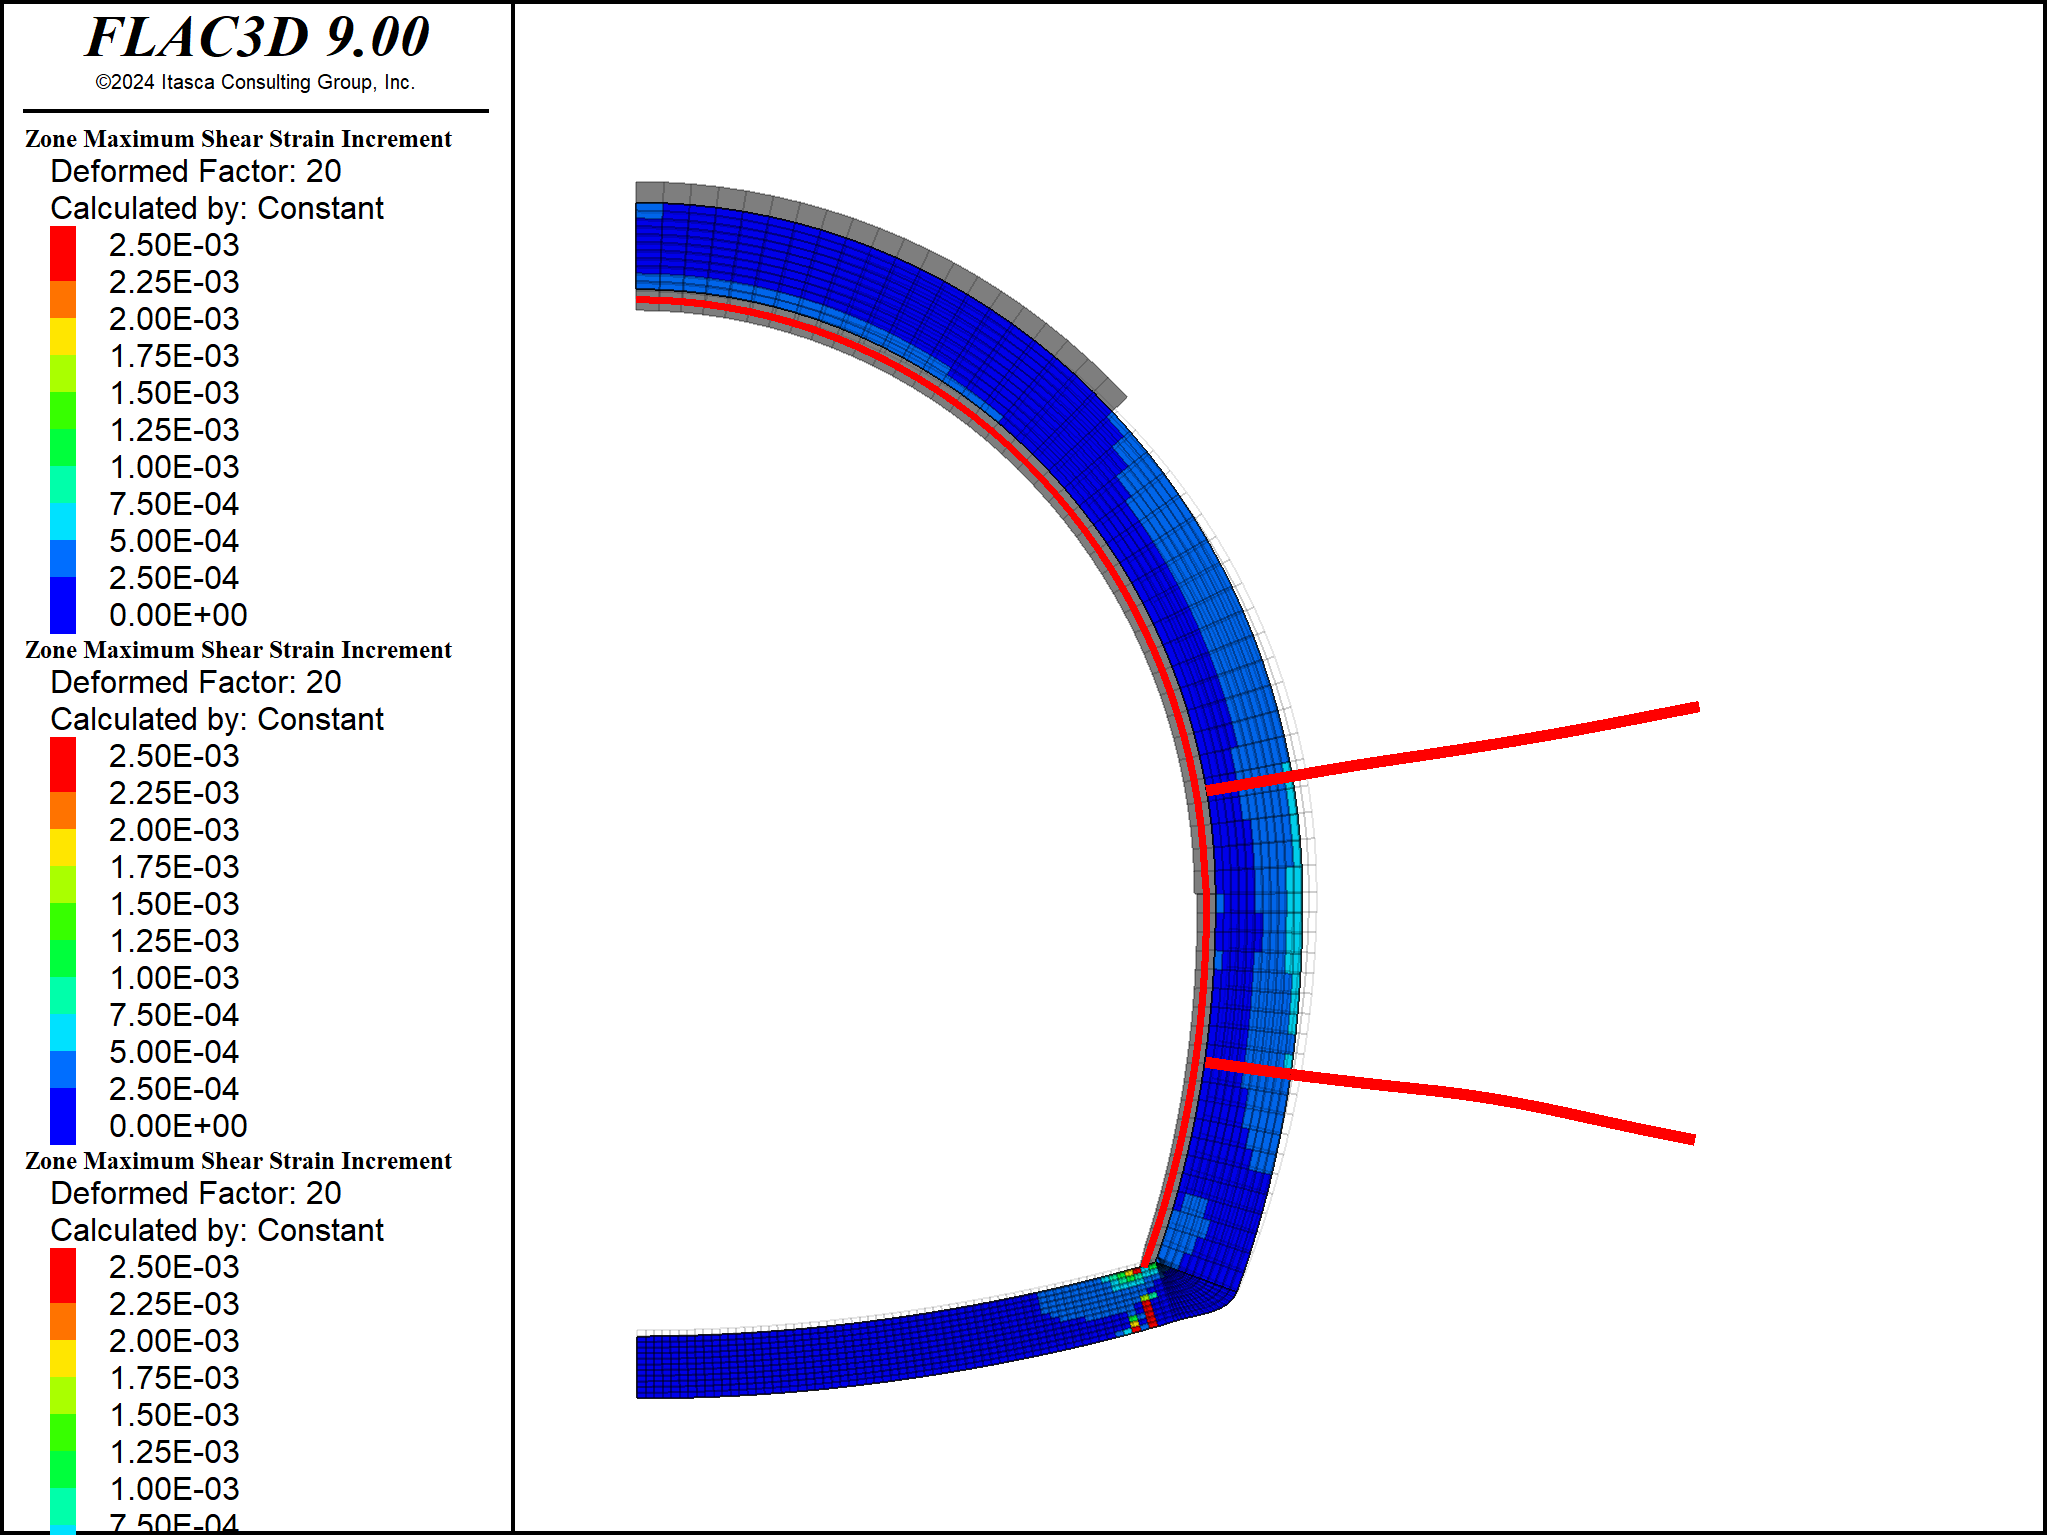 FLAC3D 9.00
©2024 Itasca Consulting Group, Inc.
Zone Maximum Shear Strain Increment
Deformed Factor: 20
Calculated by: Constant
2.50E-03
2.25E-03
2.00E-03
1.75E-03
1.50E-03
1.25E-03
1.00E-03
7.50E-04
5.00E-04
2.50E-04
0.00E+00
Zone Maximum Shear Strain Increment
Deformed Factor: 20
Calculated by: Constant
2.50E-03
2.25E-03
2.00E-03
1.75E-03
1.50E-03
1.25E-03
1.00E-03
7.50E-04
5.00E-04
2.50E-04
0.00E+00
Zone Maximum Shear Strain Increment
Deformed Factor: 20
Calculated by: Constant
2.50E-03
2.25E-03
2.00E-03
1.75E-03
1.50E-03
1.25E-03
1.00E-03
7.50E-04